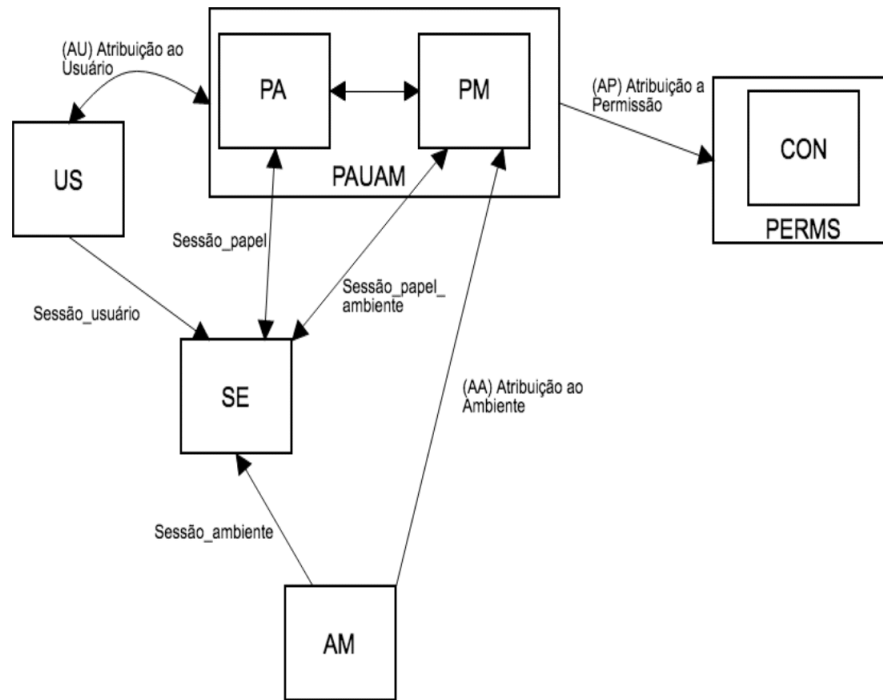 (AU) Atribuição ao
Usuário
PA
PM
(AP) Atribuição a
Permissão
CON
US
PAUAM
PERMS
Sessão_papel
Sessão_papel_
ambiente
Sessão_usuário
SE
(AA) Atribuição ao
Ambiente
Sessão_ambiente
AM